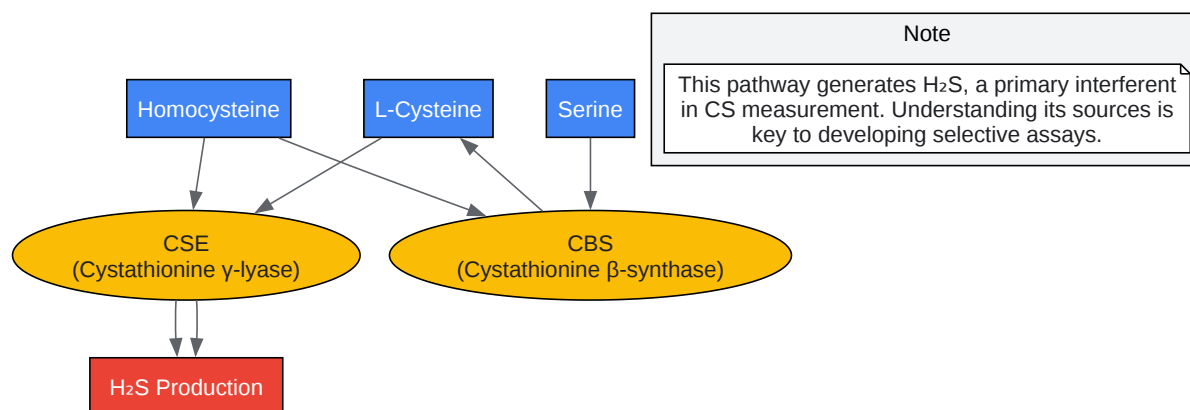 Note
This pathway generates H₂S, a primary interferent
in CS measurement. Understanding its sources is
key to developing selective assays.
Homocysteine
L-Cysteine
Serine
CSE
(Cystathionine γ-lyase)
CBS
(Cystathionine β-synthase)
H₂S Production